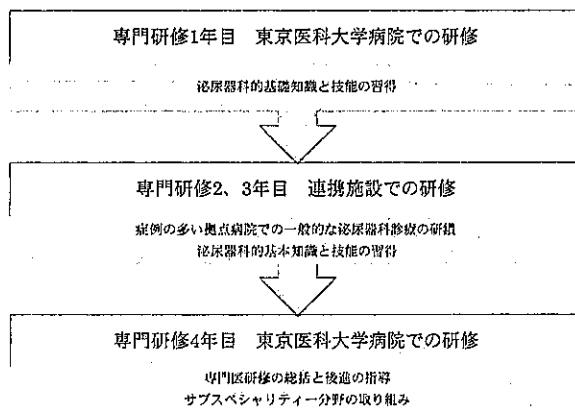 専門研修1年目 東京医科大学病院での研修
泌尿器科的基礎知識と技能の習得
専門研修2、3年目 連携施設での研修
症例の多い拠点病院での一般的な泌尿器科診療の研鑽
泌尿器科的基本知識と技能の習得
専門研修4年目 東京医科大学病院での研修
専門医研修の総括と後進の指導
サブスペシャリティー分野の取り組み